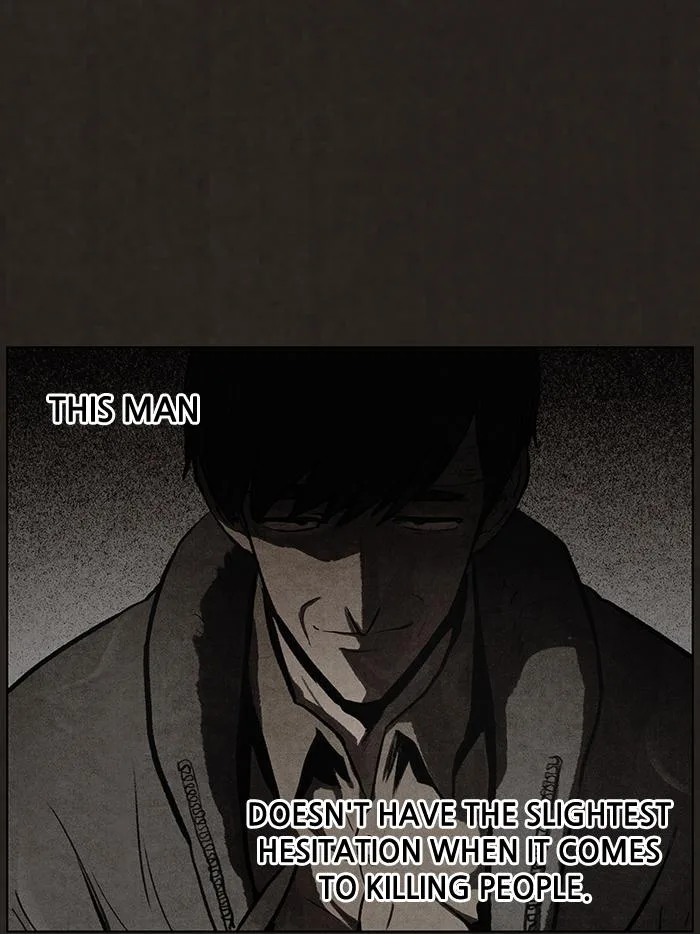 THIS MAN
DOESN'T HAVE THE SLIGHTEST
HESITATION WHEN IT COMES
TO KILLING PEOPLE.